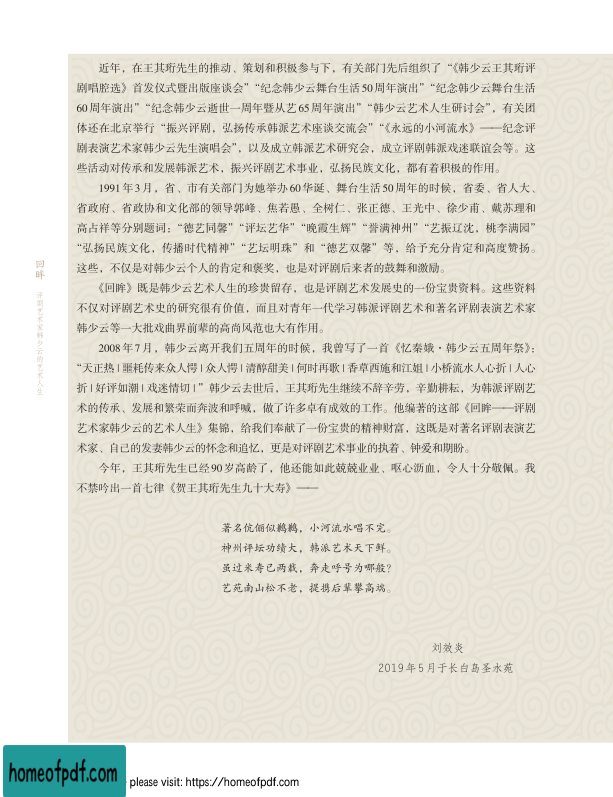 近年，在王其珩先生的推动、策划和积极参与下，有关部门先后组织了“《韩少云王其珩评
剧唱腔选》首发仪式暨出版座谈会”“纪念韩少云舞台生活50周年演出”“纪念韩少云舞台生活
60周年演出”“纪念韩少云逝世一周年暨从艺65周年演出”“韩少云艺术人生研讨会”，有关团
体还在北京举行“振兴评剧，弘扬传承韩派艺术座谈交流会”“《永远的小河流水》——纪念评
剧表演艺术家韩少云先生演唱会”，以及成立韩派艺术研究会，成立评剧韩派戏迷联谊会等。这
些活动对传承和发展韩派艺术，振兴评剧艺术事业，弘扬民族文化，都有着积极的作用。
1991年3月，省、市有关部门为她举办60华诞、舞台生活50周年的时候，省委、省人大、
省政府、省政协和文化部的领导郭峰、焦若愚、全树仁、张正德、王光中、徐少甫、戴苏理和
高占祥等分别题词：“德艺同馨”“评坛艺华”“晚霞生辉”“誉满神州”“艺振辽沈，桃李满园”
“弘扬民族文化，传播时代精神”“艺坛明珠”和“德艺双馨”等，给予充分肯定和高度赞扬。
这些，不仅是对韩少云个人的肯定和褒奖，也是对评剧后来者的鼓舞和激励。
《回眸》既是韩少云艺术人生的珍贵留存，也是评剧艺术发展史的一份宝贵资料。这些资料
不仅对评剧艺术史的研究很有价值，而且对青年一代学习韩派评剧艺术和著名评剧表演艺术家
韩少云等一大批戏曲界前辈的高尚风范也大有作用。
2008年7月，韩少云离开我们五周年的时候，我曾写了一首《忆秦娥·韩少云五周年祭》：
“天正热|噩耗传来众人愕|众人愕|清醇甜美|何时再歌|香草西施和江姐|小桥流水人心折|人心
折|好评如潮|戏迷情切|”韩少云去世后，王其珩先生继续不辞辛劳，辛勤耕耘，为韩派评剧艺
术的传承、发展和繁荣而奔波和呼喊，做了许多卓有成效的工作。他编著的这部《回眸——评剧
艺术家韩少云的艺术人生》集锦，给我们奉献了一份宝贵的精神财富，这既是对著名评剧表演艺
术家、自己的发妻韩少云的怀念和追忆，更是对评剧艺术事业的执着、钟爱和期盼。
今年，王其珩先生已经90岁高龄了，他还能如此兢兢业业、呕心沥血，令人十分敬佩。我
不禁吟出一首七律《贺王其珩先生九十大寿》——
著名伉俪似鹣鹣，小河流水唱不完。
神州评坛功绩大，韩派艺术天下鲜。
虽过米寿已两载，奔走呼号为哪般？
艺苑南山松不老，提携后辈攀高端。
刘效炎
2019年5月于长白岛圣水苑
回眸
评剧艺术家韩少云的艺术人生
homeofpdf.com
please visit: https://homeofpdf.com